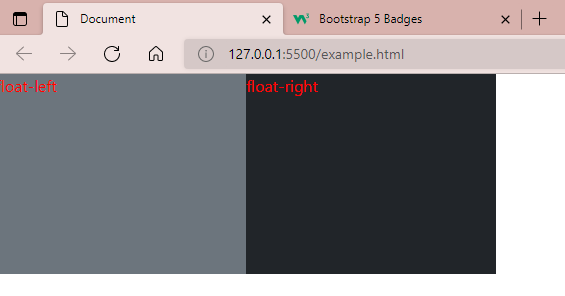 Document
Bootstrap 5 Badges
127.0.0.1:5500/example.html
float-left
float-right